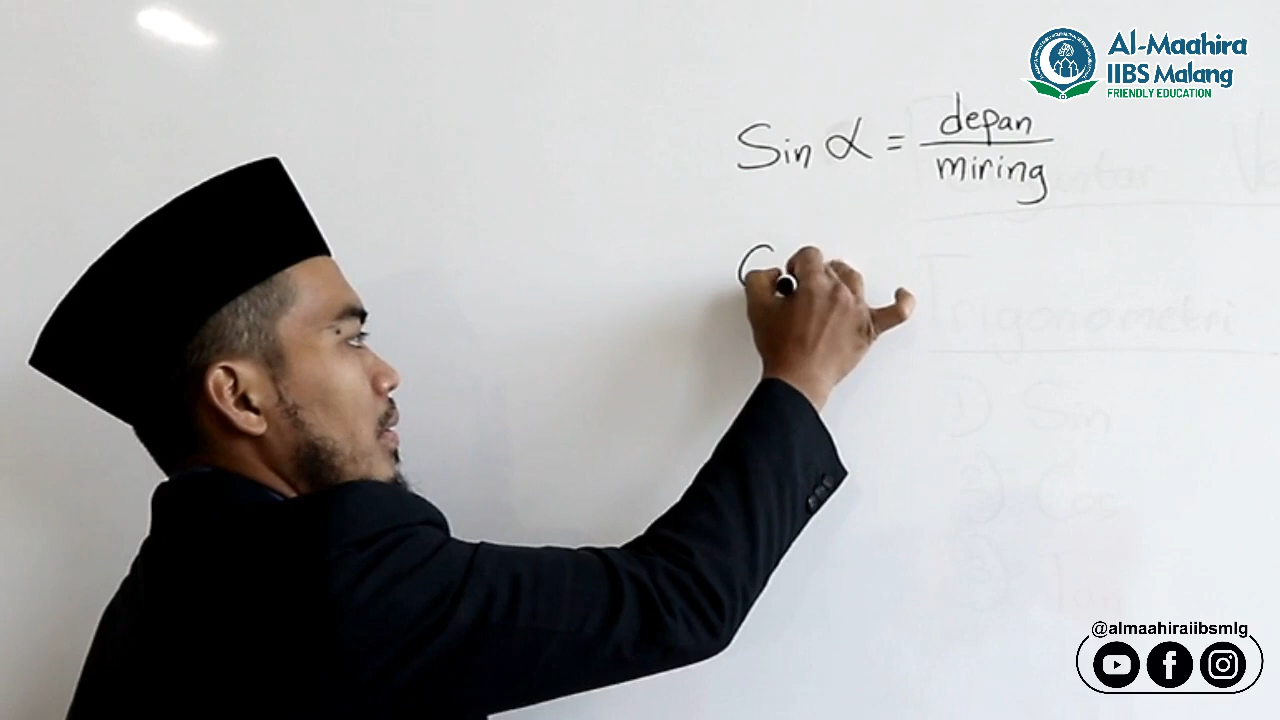 Al-Maahira
IIBS Malang
FRIENDLY EDUCATION
Sin α = depan
miring
C
Trigonometri
1) Sin
2) Cos
3) Tan
@almaahiraiibsmlg